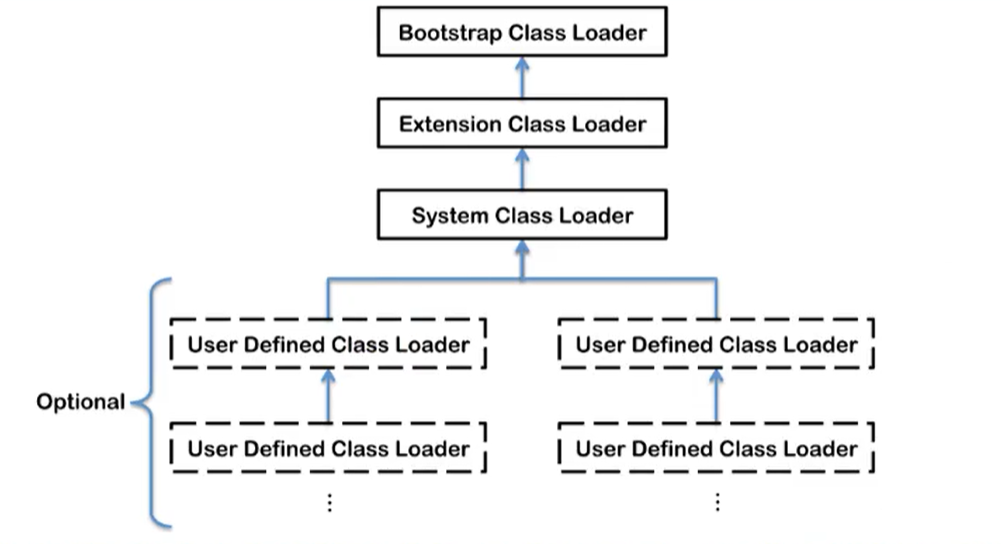 Bootstrap Class Loader
Extension Class Loader
System Class Loader
User Defined Class Loader
User Defined Class Loader
Optional
User Defined Class Loader
User Defined Class Loader
⋮
⋮